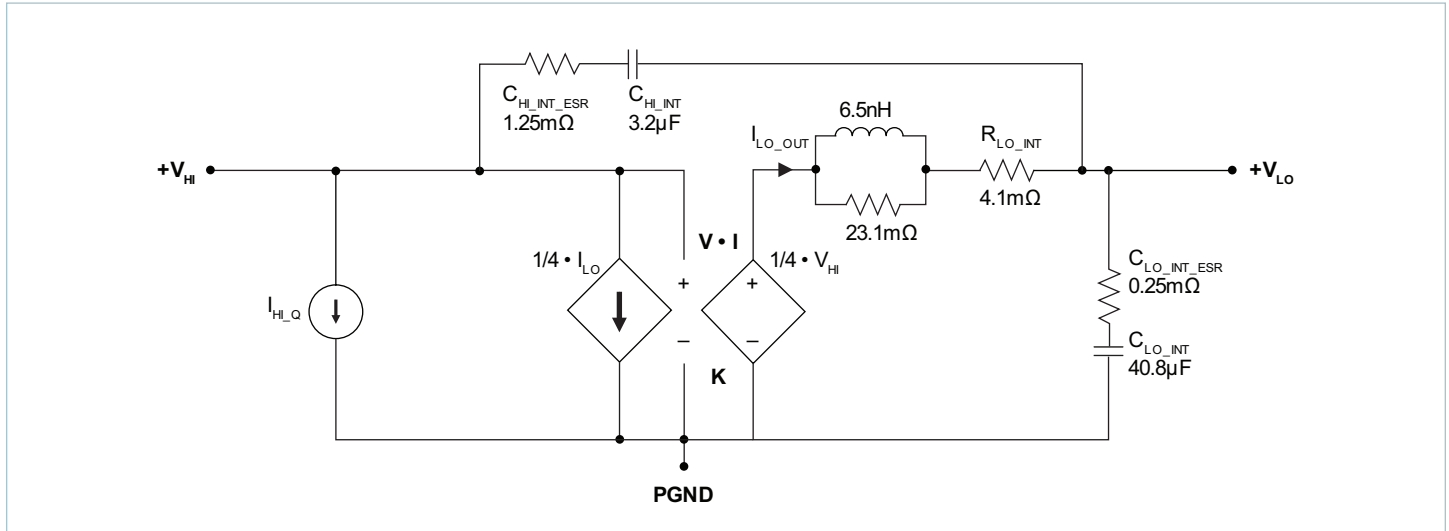 C_HI_INT_ESR
1.25mΩ
C_HI_INT
3.2µF
6.5nH
I_LO_OUT
R_LO_INT
4.1mΩ
23.1mΩ
+V_HI
+V_LO
V • I
1/4 • I_LO
+
–
1/4 • V_HI
+
–
K
I_HI_Q
C_LO_INT_ESR
0.25mΩ
C_LO_INT
40.8µF
PGND